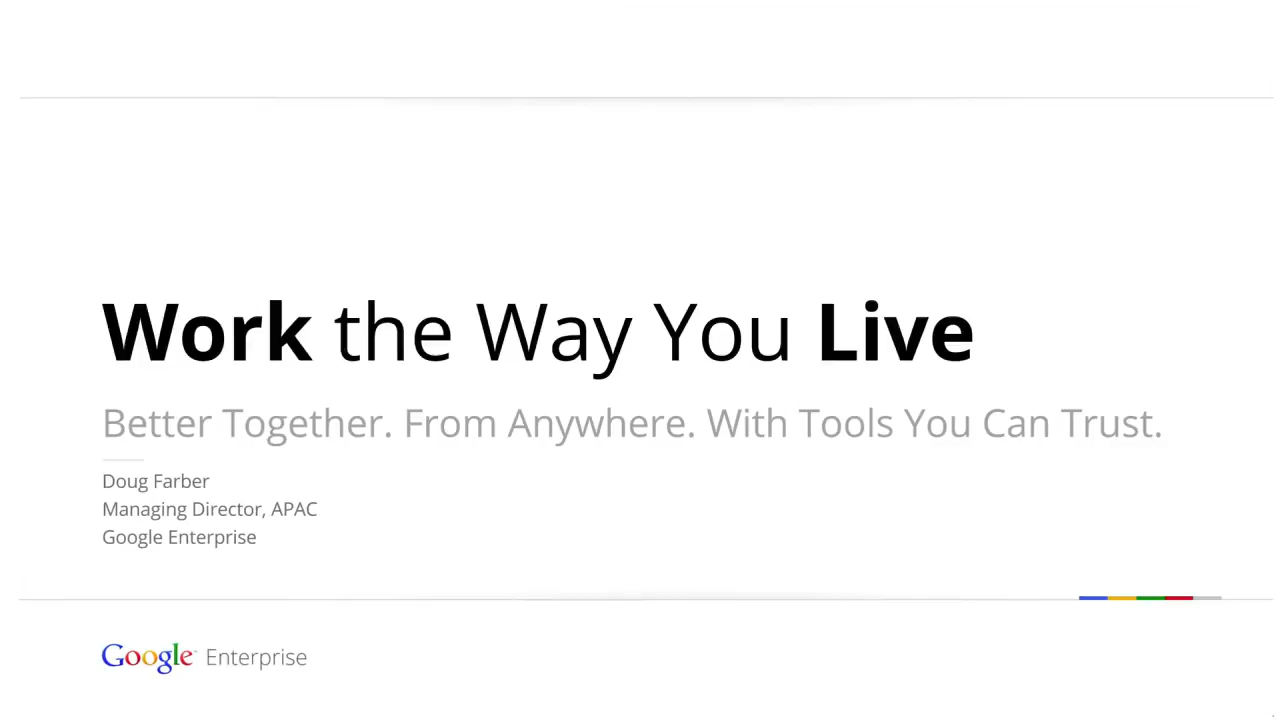 Work the Way You Live
Better Together. From Anywhere. With Tools You Can Trust.
Doug Farber
Managing Director, APAC
Google Enterprise
Google™ Enterprise